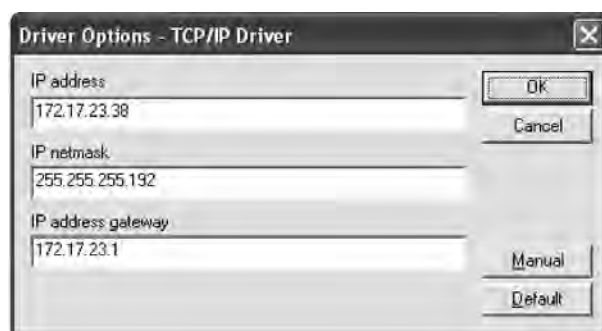 Driver Options - TCP/IP Driver
IP address
172.17.23.38
IP netmask
255.255.255.192
IP address gateway
172.17.23.1
OK
Cancel
Manual
Default